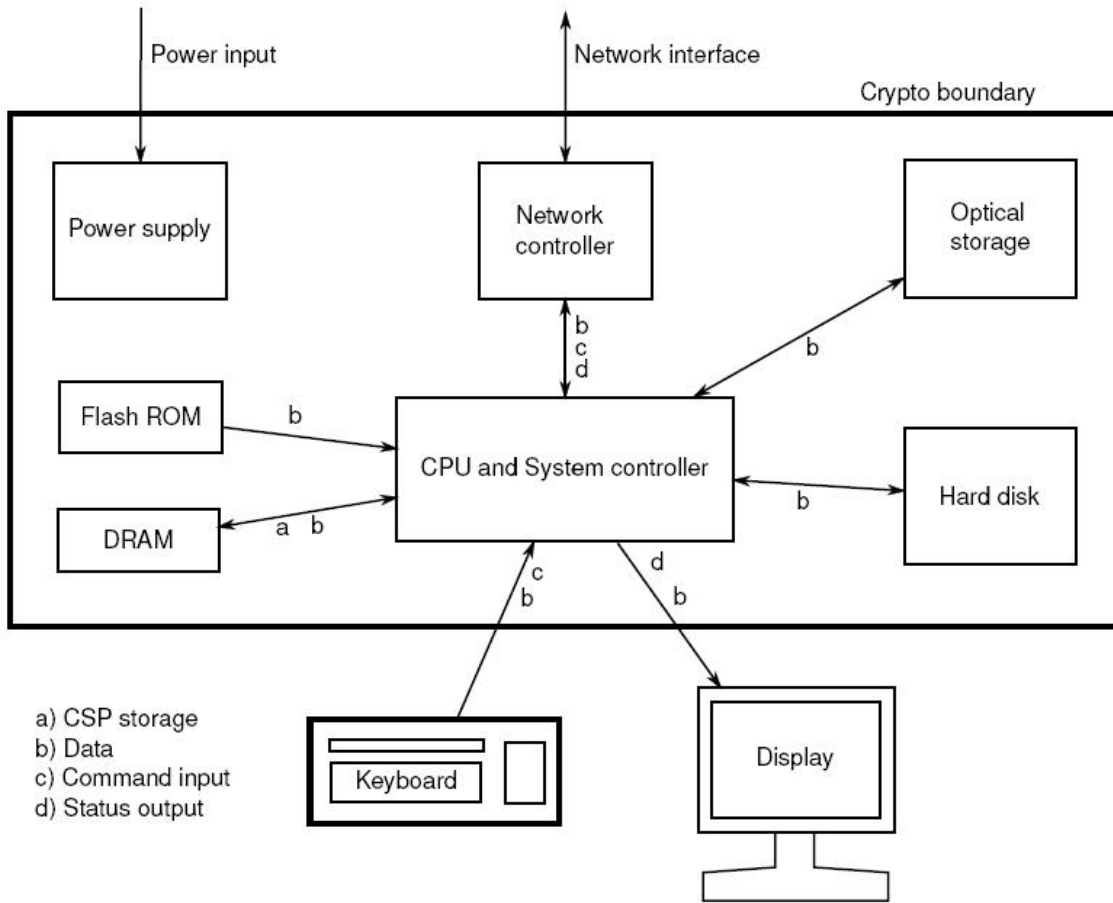 Power input
Network interface
Crypto boundary
Power supply
Network
controller
Optical
storage
b
c
d
b
Flash ROM
b
CPU and System controller
b
Hard disk
DRAM
a b
c
b
d
b
a) CSP storage
b) Data
c) Command input
d) Status output
Keyboard
Display